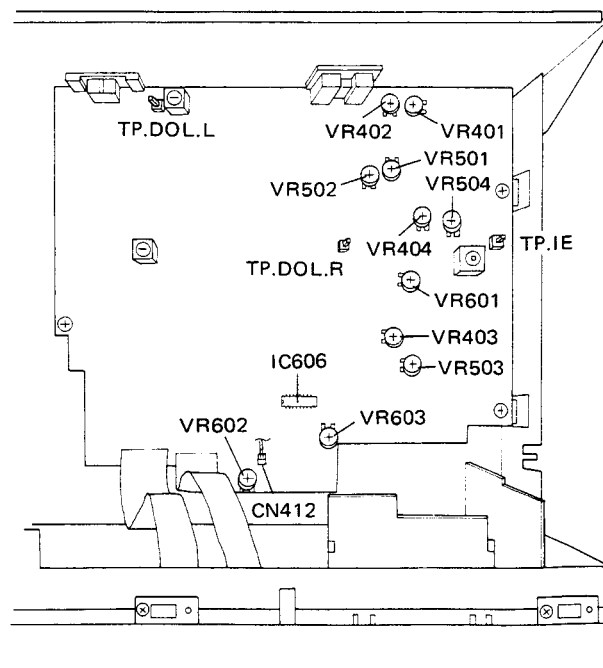 TP.DOL.L
VR402
VR401
VR501
VR502
VR504
VR404
TP.IE
TP.DOL.R
VR601
VR403
IC606
VR503
VR603
VR602
CN412